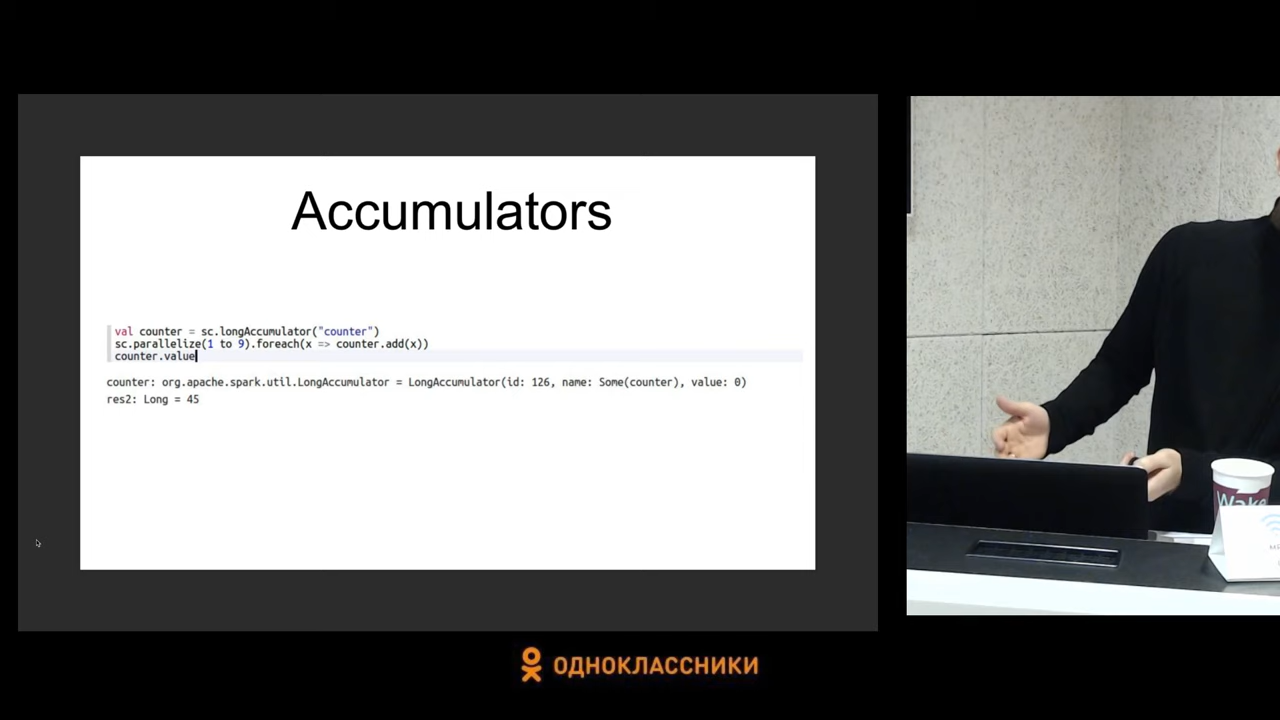 Accumulators
val counter = sc.longAccumulator("counter")
sc.parallelize(1 to 9).foreach(x => counter.add(x))
counter.value
counter: org.apache.spark.util.LongAccumulator = LongAccumulator(id: 126, name: Some(counter), value: 0)
res2: Long = 45
Wake
ОДНОКЛАССНИКИ